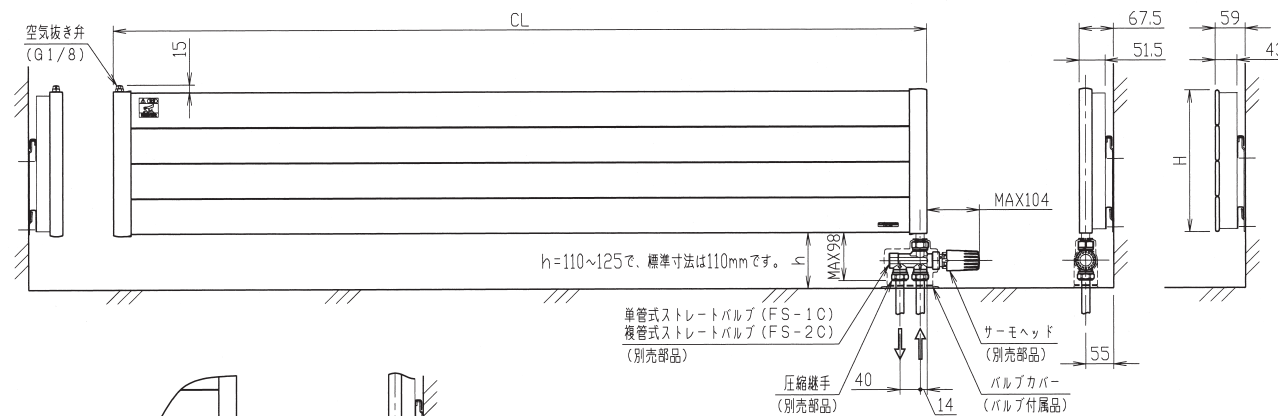 空気抜き弁
(G1/8)
15
CL
67.5
51.5
59
43
H
MAX104
MAX98
h
h=110~125で、標準寸法は110mmです。
単管式ストレートバルブ(FS-1C)
複管式ストレートバルブ(FS-2C)
(別売部品)
サーモヘッド
(別売部品)
圧縮継手
(別売部品)
40
14
バルブカバー
(バルブ付属品)
55